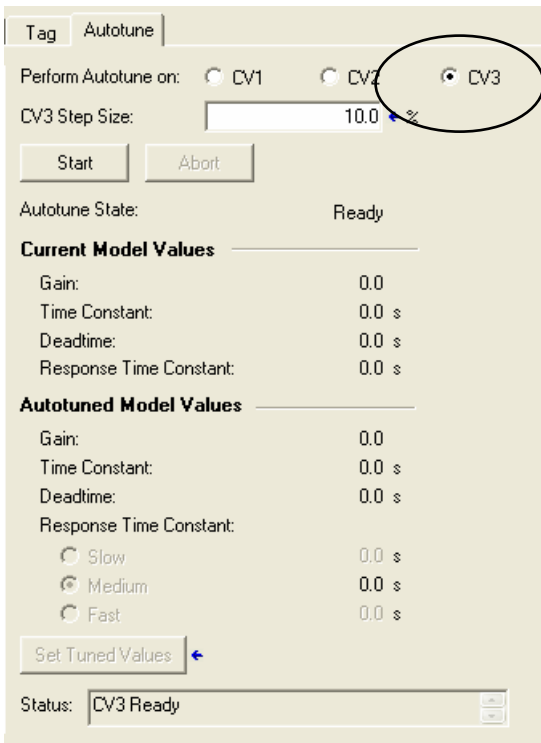 Tag Autotune
Perform Autotune on: CV1 CV2 CV3
CV3 Step Size: 10.0 %
Start Abort
Autotune State: Ready
Current Model Values
Gain: 0.0
Time Constant: 0.0 s
Deadtime: 0.0 s
Response Time Constant: 0.0 s
Autotuned Model Values
Gain: 0.0
Time Constant: 0.0 s
Deadtime: 0.0 s
Response Time Constant:
Slow 0.0 s
Medium 0.0 s
Fast 0.0 s
Set Tuned Values
Status: CV3 Ready